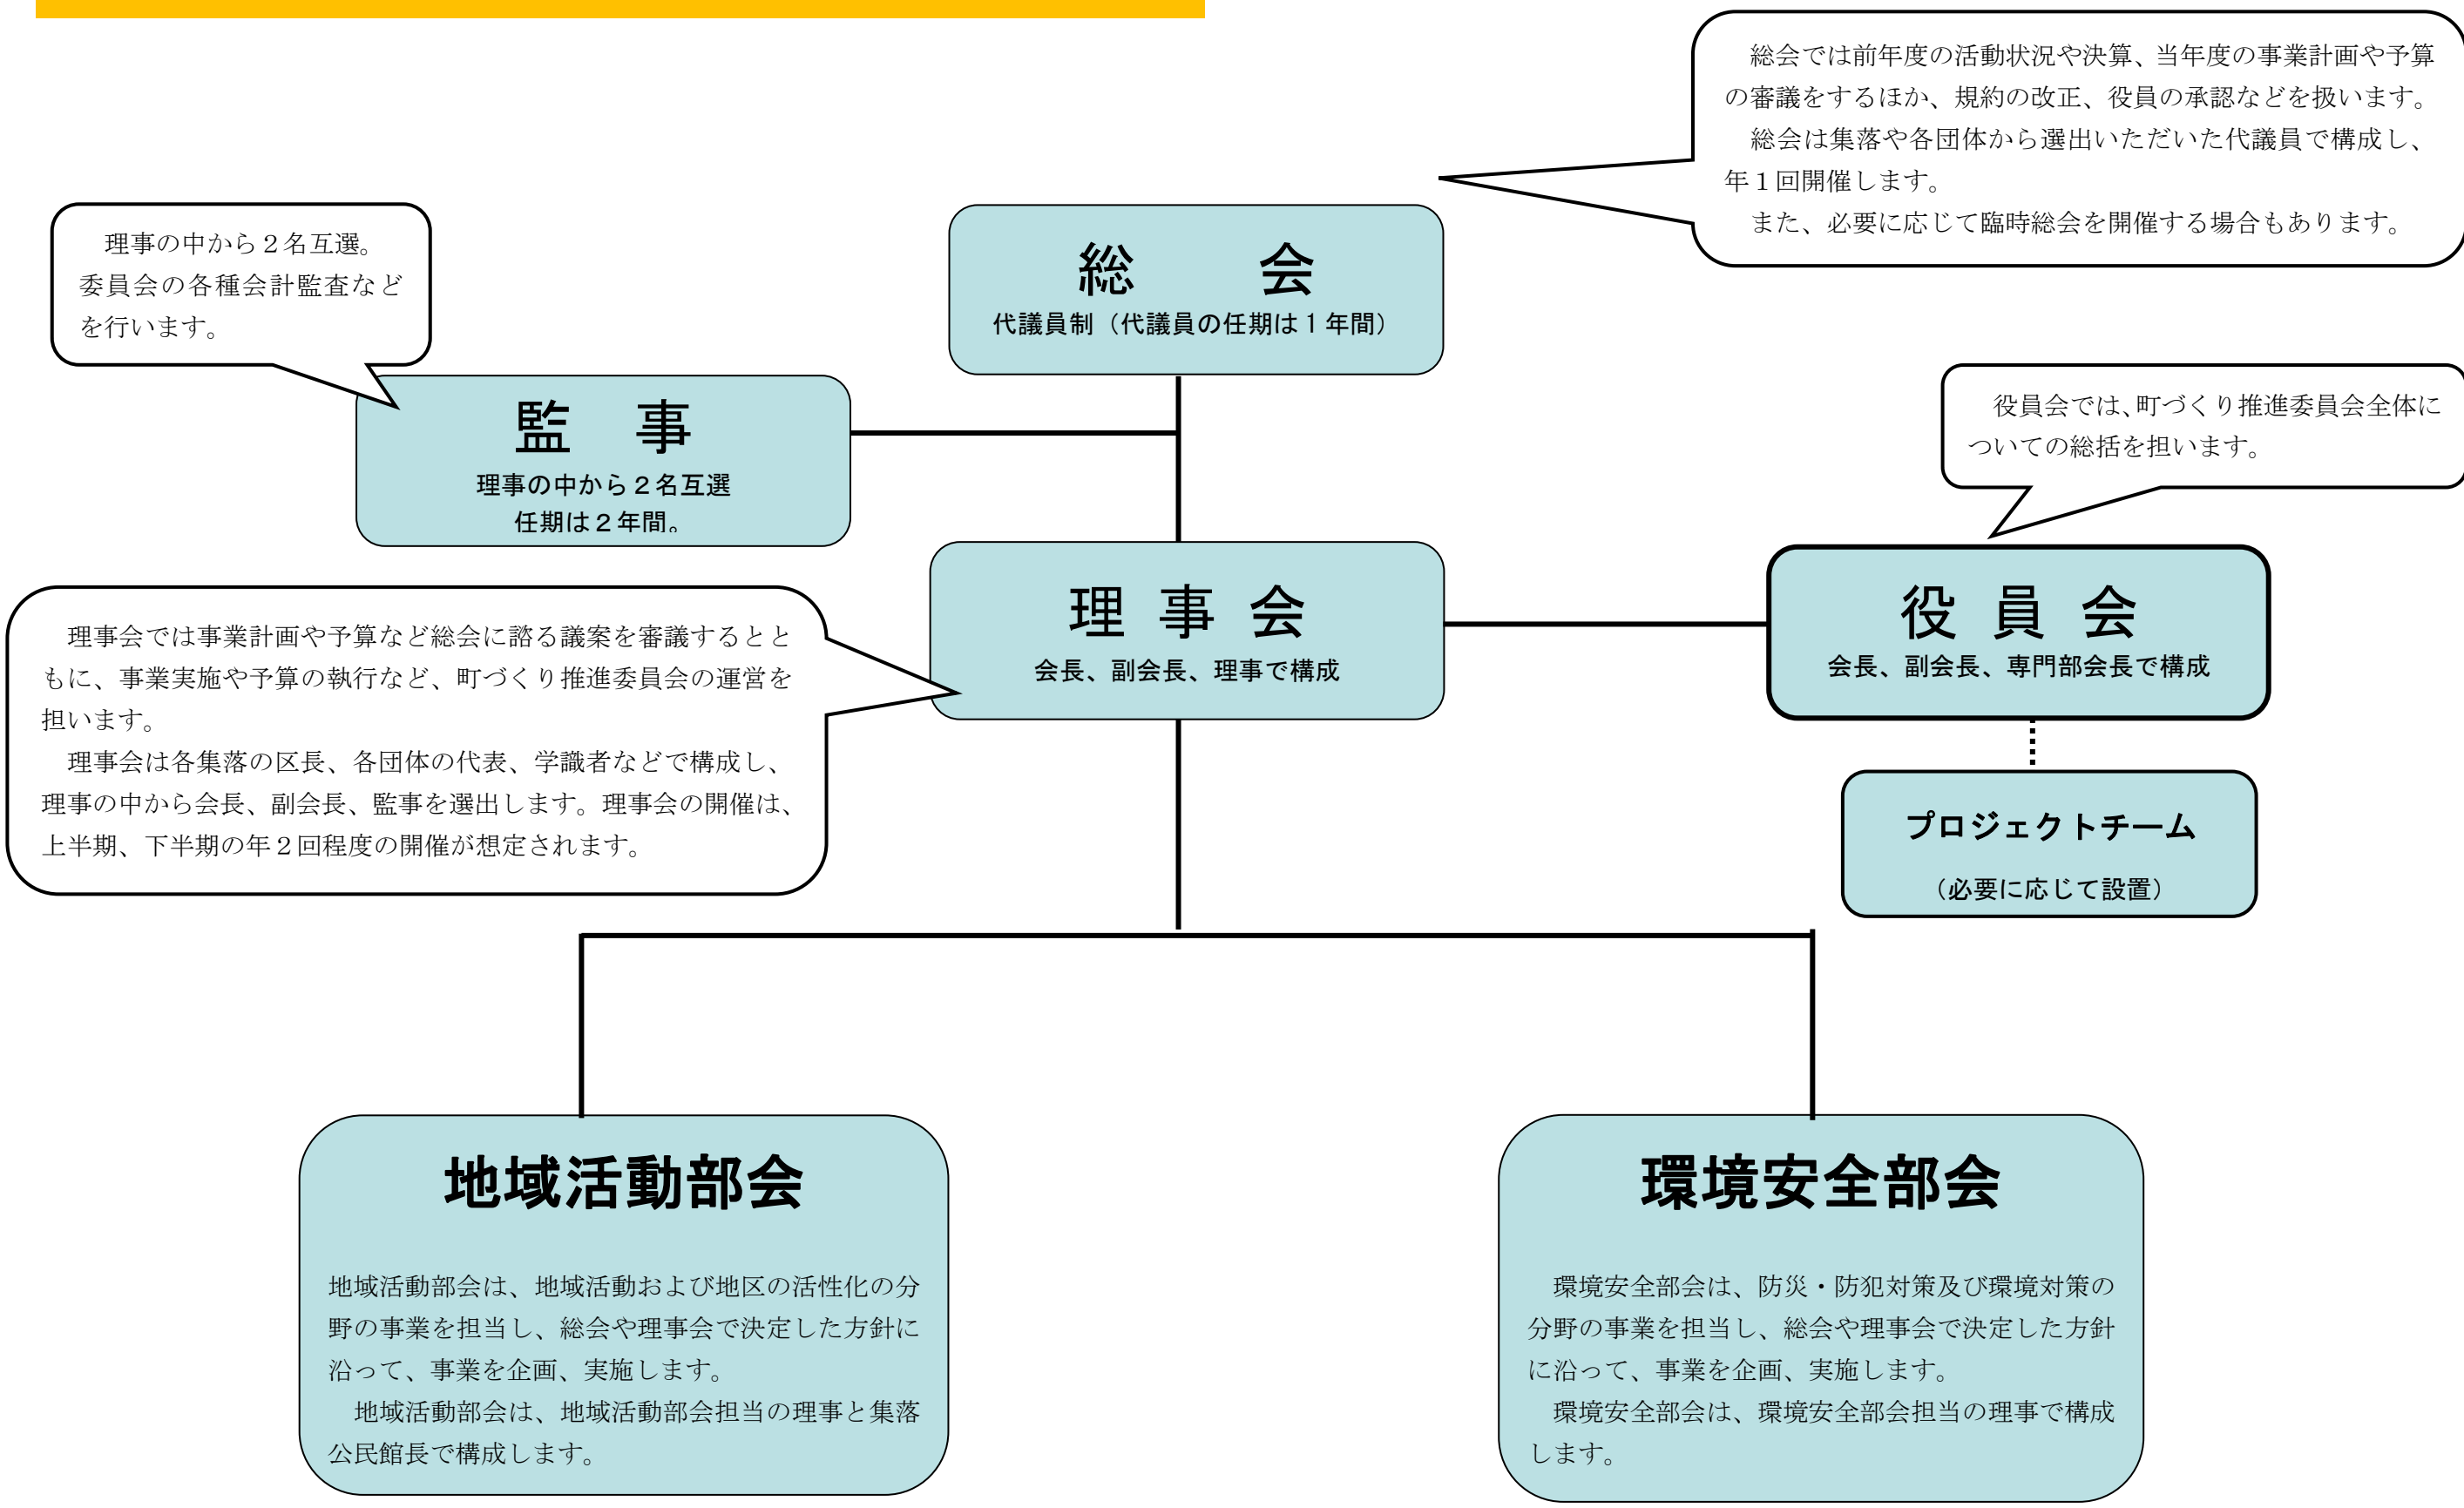 総会では前年度の活動状況や決算、当年度の事業計画や予算
の審議をするほか、規約の改正、役員の承認などを扱います。
総会は集落や各団体から選出いただいた代議員で構成し、
年１回開催します。
また、必要に応じて臨時総会を開催する場合もあります。
理事の中から２名互選。
委員会の各種会計監査など
を行います。
総　会
代議員制（代議員の任期は１年間）
監　事
理事の中から２名互選
任期は２年間。
役員会では、町づくり推進委員会全体に
ついての総括を担います。
理事会では事業計画や予算など総会に諮る議案を審議するとと
もに、事業実施や予算の執行など、町づくり推進委員会の運営を
担います。
理事会は各集落の区長、各団体の代表、学識者などで構成し、
理事の中から会長、副会長、監事を選出します。理事会の開催は、
上半期、下半期の年２回程度の開催が想定されます。
理 事 会
会長、副会長、理事で構成
役 員 会
会長、副会長、専門部会長で構成
プロジェクトチーム
（必要に応じて設置）
地域活動部会
地域活動部会は、地域活動および地区の活性化の分
野の事業を担当し、総会や理事会で決定した方針に
沿って、事業を企画、実施します。
地域活動部会は、地域活動部会担当の理事と集落
公民館長で構成します。
環境安全部会
環境安全部会は、防災・防犯対策及び環境対策の
分野の事業を担当し、総会や理事会で決定した方針
に沿って、事業を企画、実施します。
環境安全部会は、環境安全部会担当の理事で構成
します。